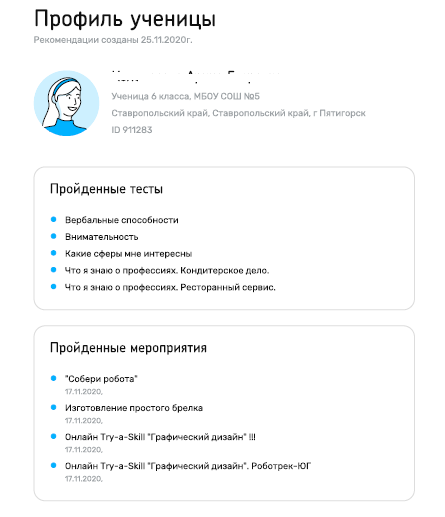 Профиль ученицы
Рекомендации созданы 25.11.2020г.
Ученица 6 класса, МБОУ СОШ №5
Ставропольский край, Ставропольский край, г Пятигорск
ID 911283
Пройденные тесты
Вербальные способности
Внимательность
Какие сферы мне интересны
Что я знаю о профессиях. Кондитерское дело.
Что я знаю о профессиях. Ресторанный сервис.
Пройденные мероприятия
"Собери робота"
17.11.2020,
Изготовление простого брелка
17.11.2020,
Онлайн Try-a-Skill "Графический дизайн" !!!
17.11.2020,
Онлайн Try-a-Skill "Графический дизайн". Роботрек-ЮГ
17.11.2020,